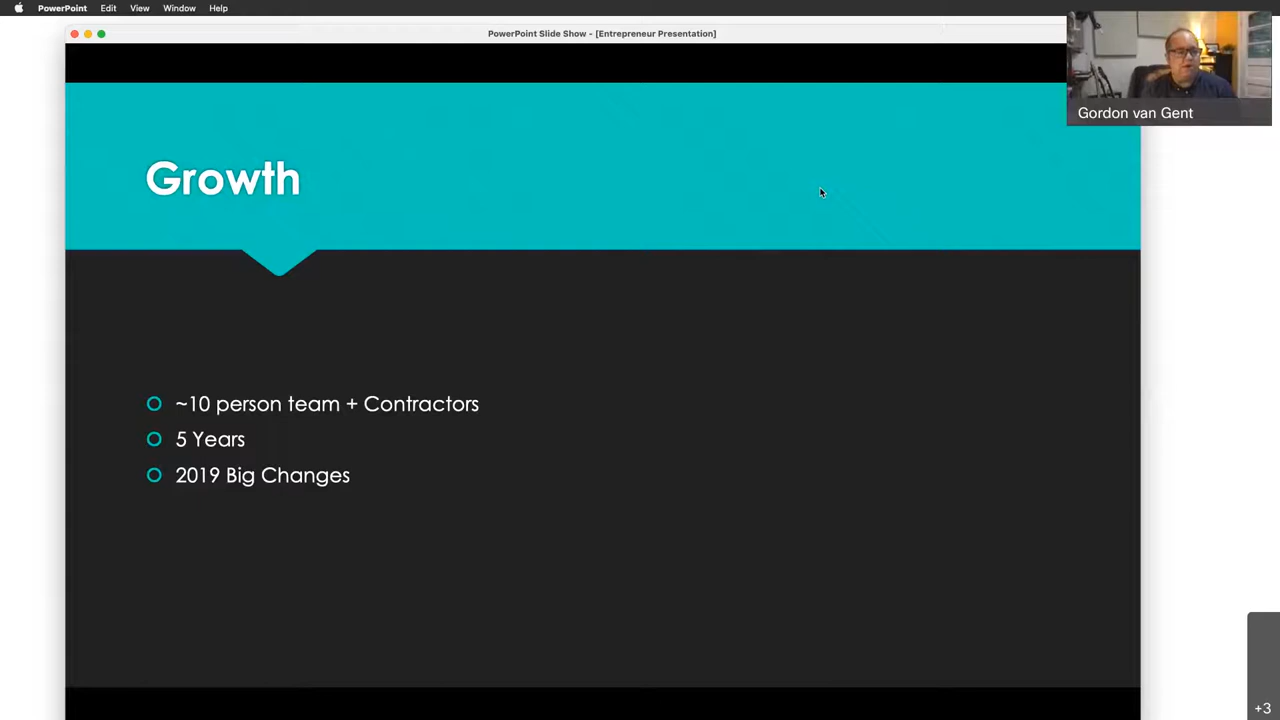 PowerPoint Edit View Window Help
PowerPoint Slide Show - [Entrepreneur Presentation]
Gordon van Gent
Growth
~10 person team + Contractors
5 Years
2019 Big Changes
+3